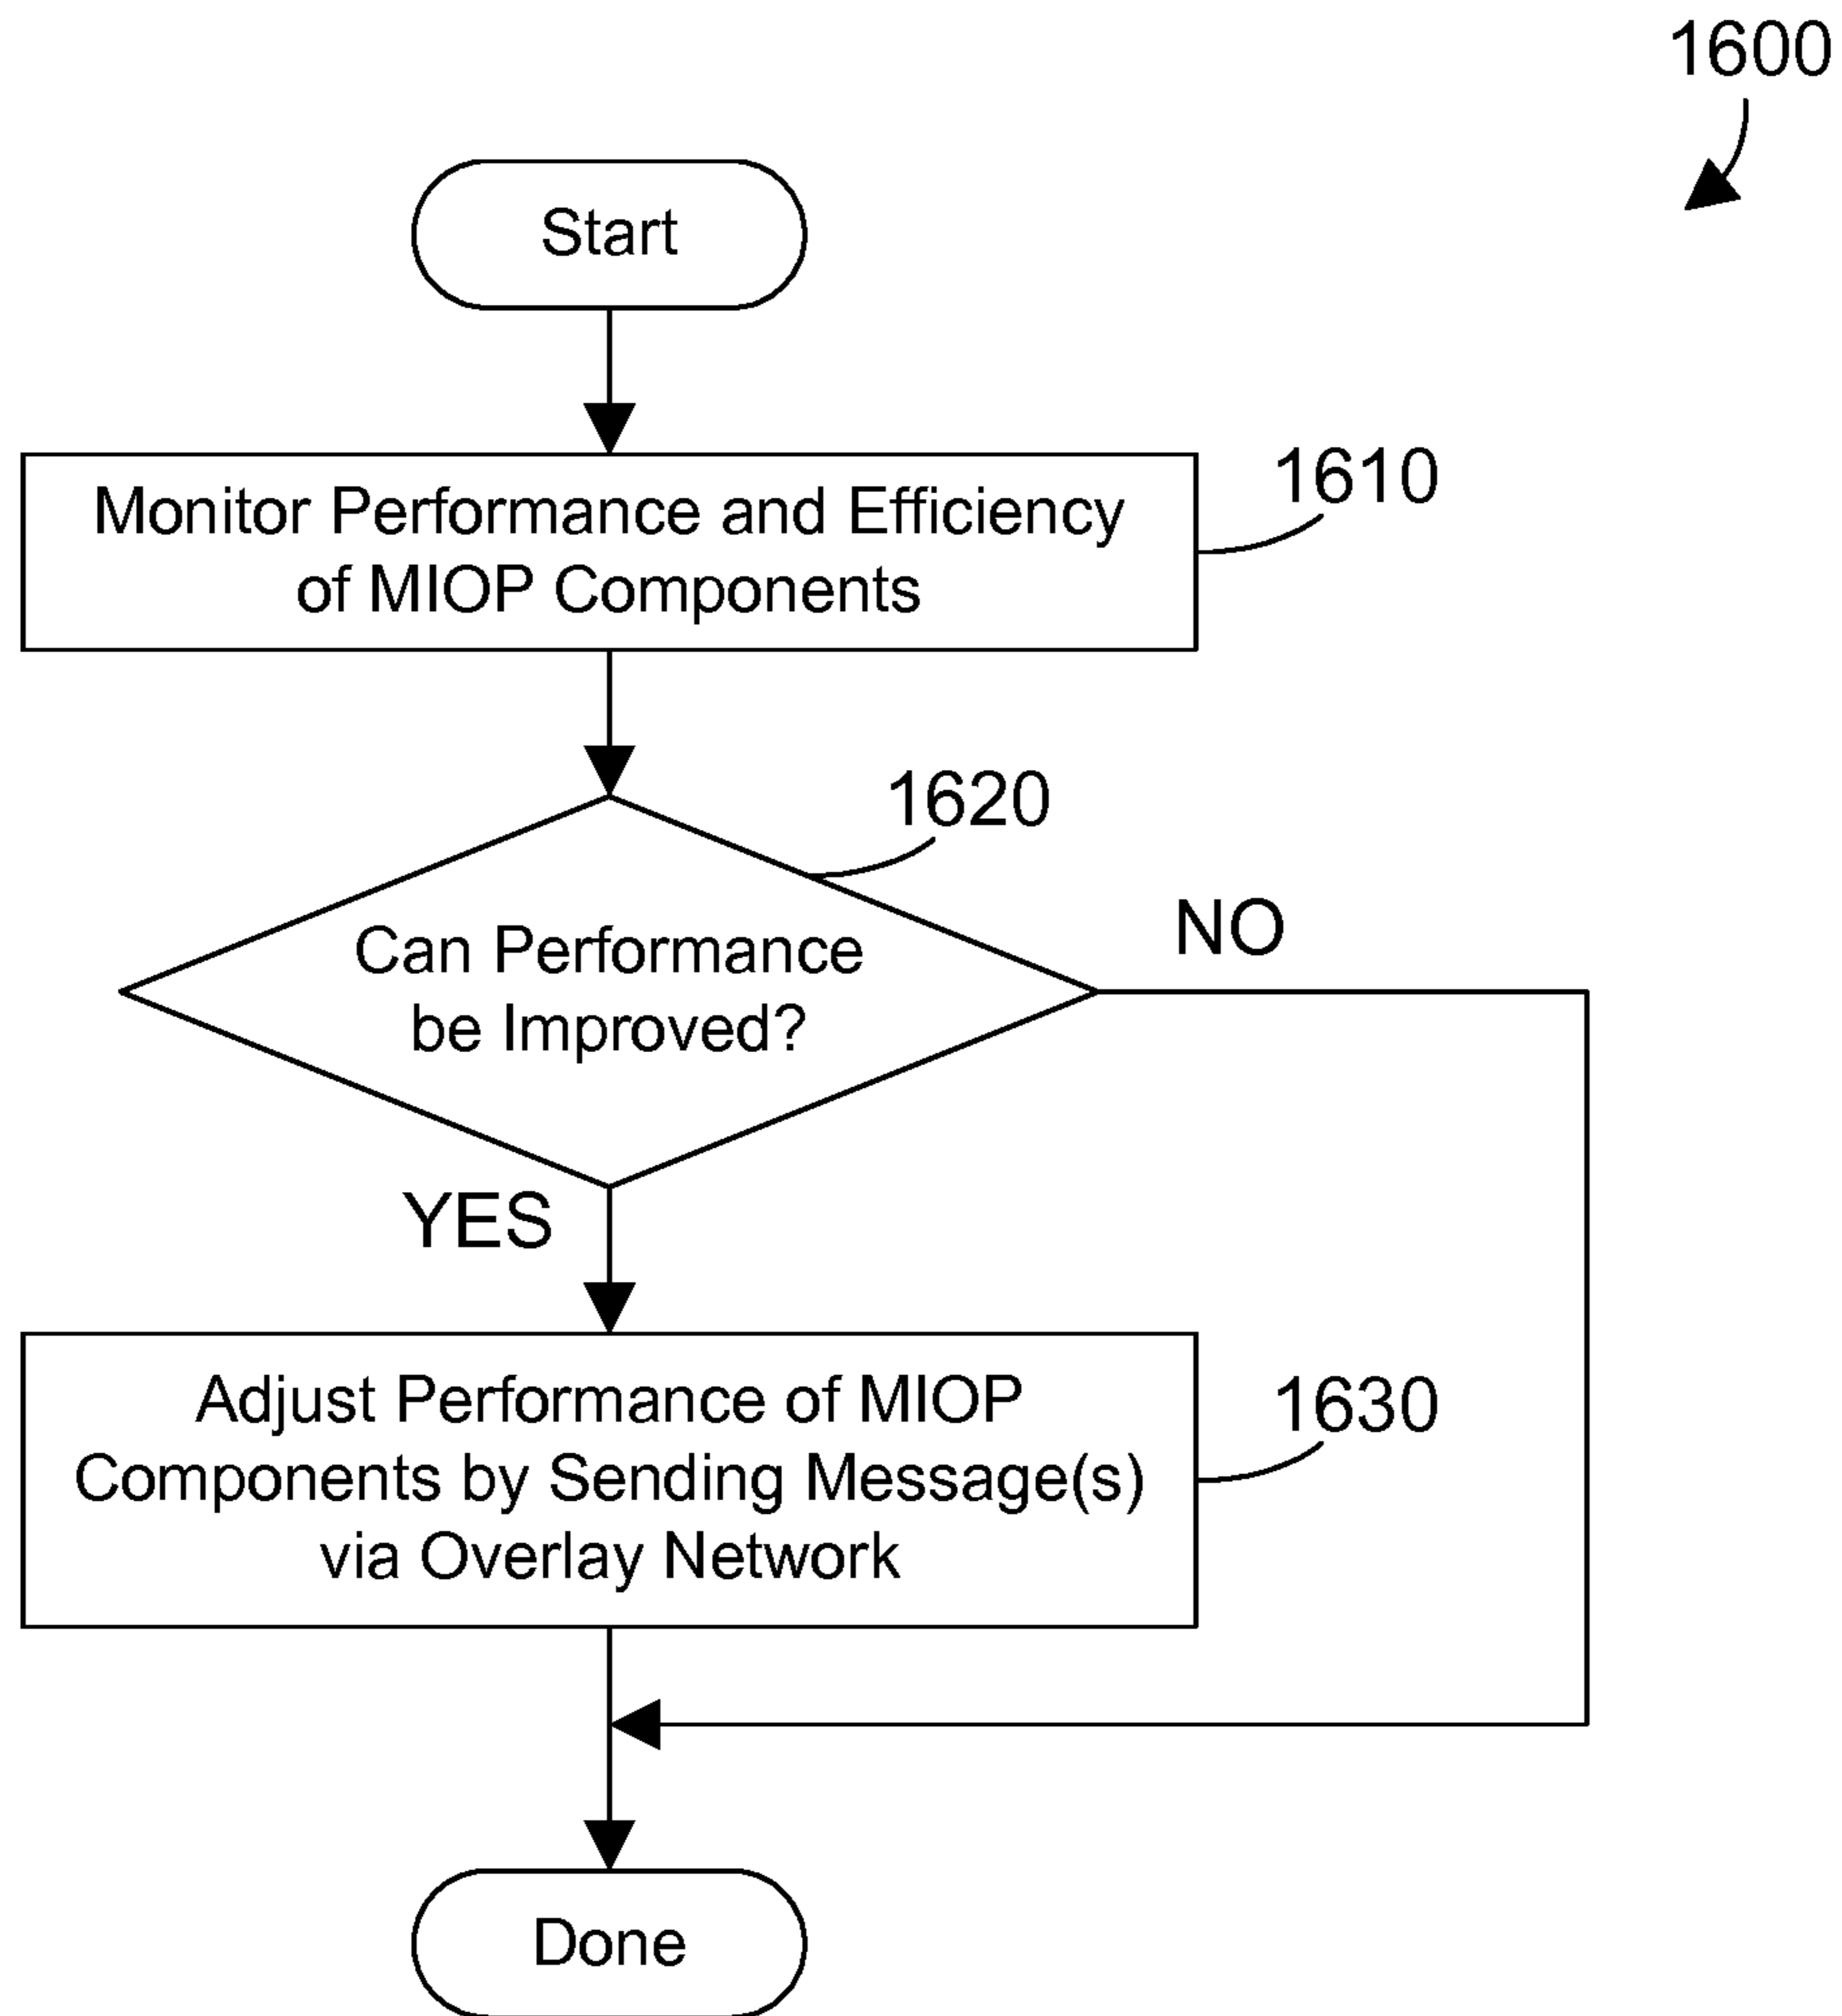 1600
Start
Monitor Performance and Efficiency
of MIOP Components
1610
1620
Can Performance
be Improved?
NO
YES
Adjust Performance of MIOP
Components by Sending Message(s)
via Overlay Network
1630
Done